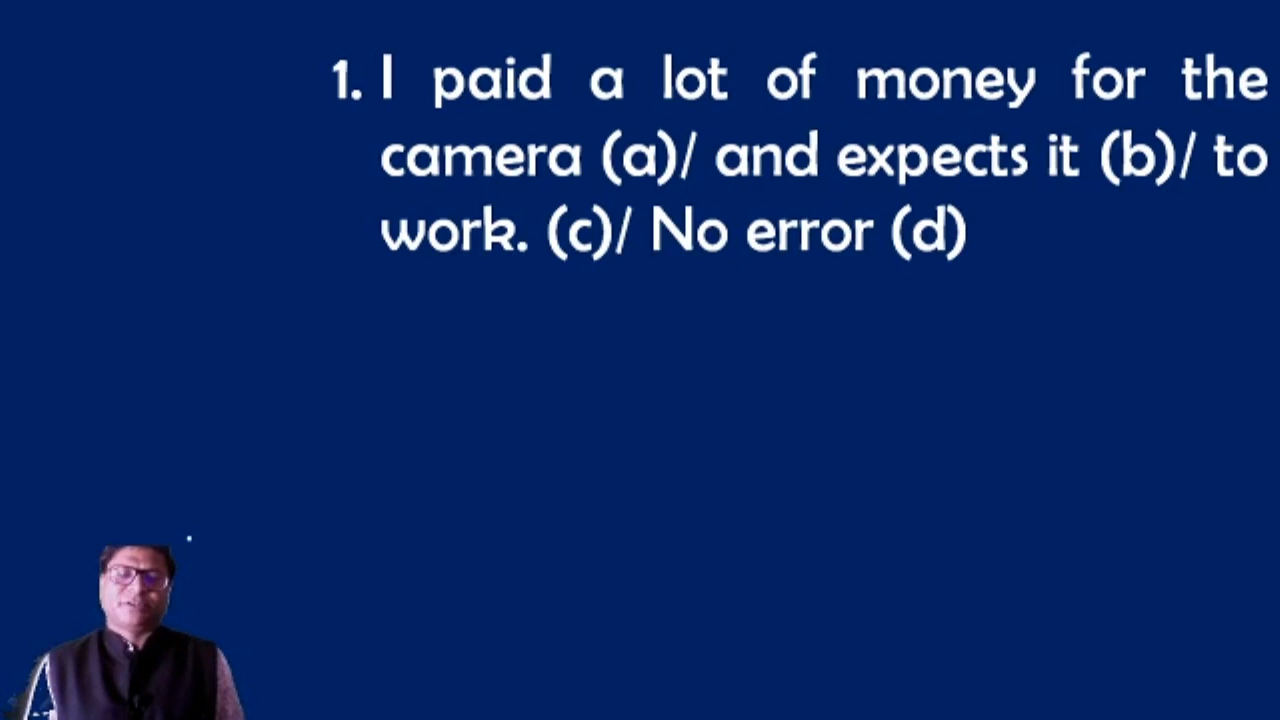 1. I paid a lot of money for the
camera (a)/ and expects it (b)/ to
work. (c)/ No error (d)